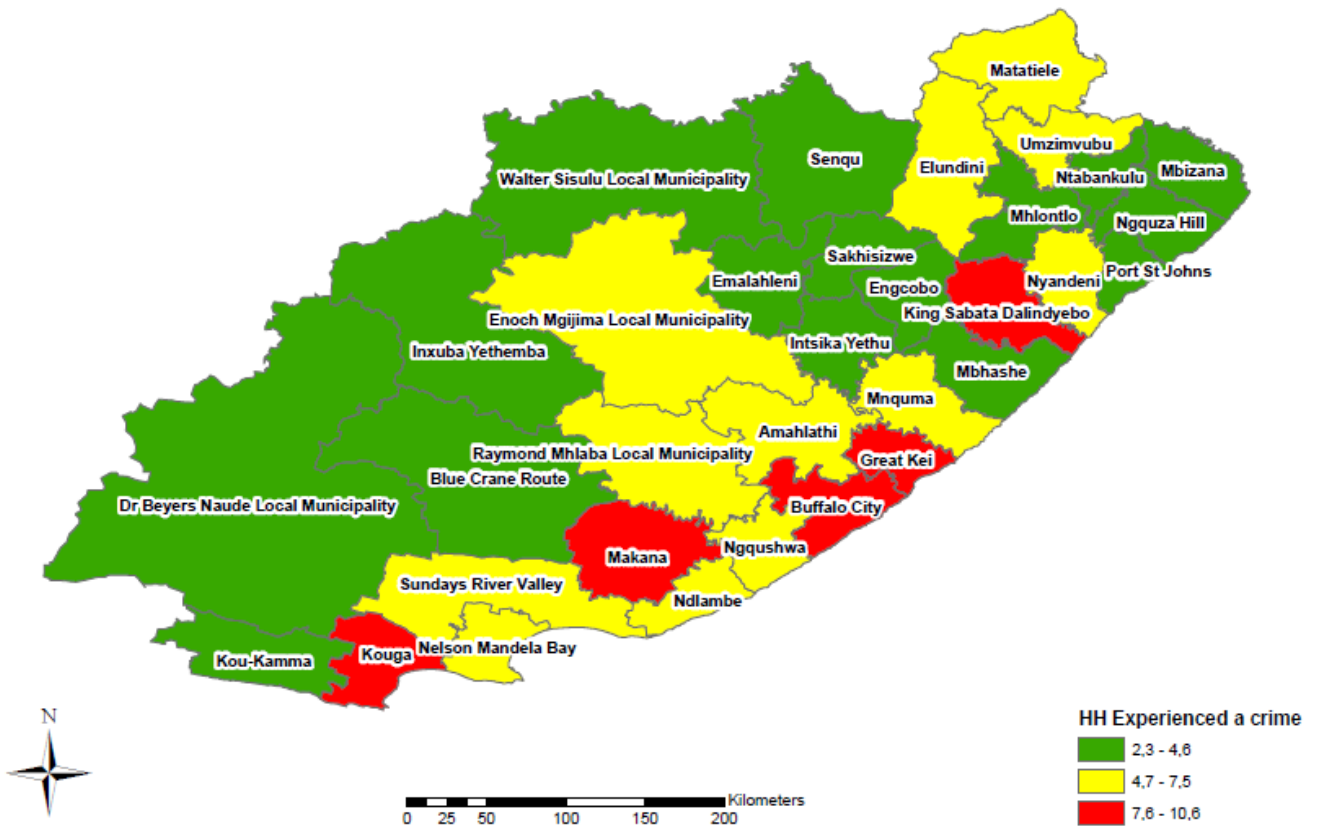 Matatiele
Umzimvubu
Senqu
Elundini
Ntabankulu
Mbizana
Walter Sisulu Local Municipality
Mhlontlo
Ngquza Hill
Sakhisizwe
Port St Johns
Emalahleni
Engcobo
Nyandeni
King Sabata Dalindyebo
Enoch Mgijima Local Municipality
Inxuba Yethemba
Intsika Yethu
Mbhashe
Mnquma
Amahlathi
Raymond Mhlaba Local Municipality
Great Kei
Blue Crane Route
Dr Beyers Naude Local Municipality
Buffalo City
Makana
Ngqushwa
Sundays River Valley
Ndlambe
Kou-Kamma
Kouga
Nelson Mandela Bay
N
HH Experienced a crime
2,3 - 4,6
4,7 - 7,5
7,6 - 10,6
Kilometers
0 25 50 100 150 200